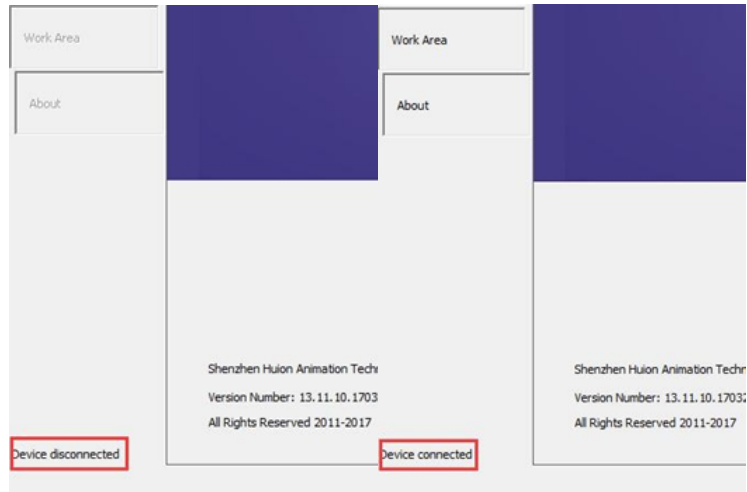 Work Area
About
Shenzhen Huion Animation
Version Number: 13.11.10.1703
All Rights Reserved 2011-2017
Device disconnected
Work Area
About
Shenzhen Huion Animation
Version Number: 13.11.10.17032
All Rights Reserved 2011-2017
Device connected